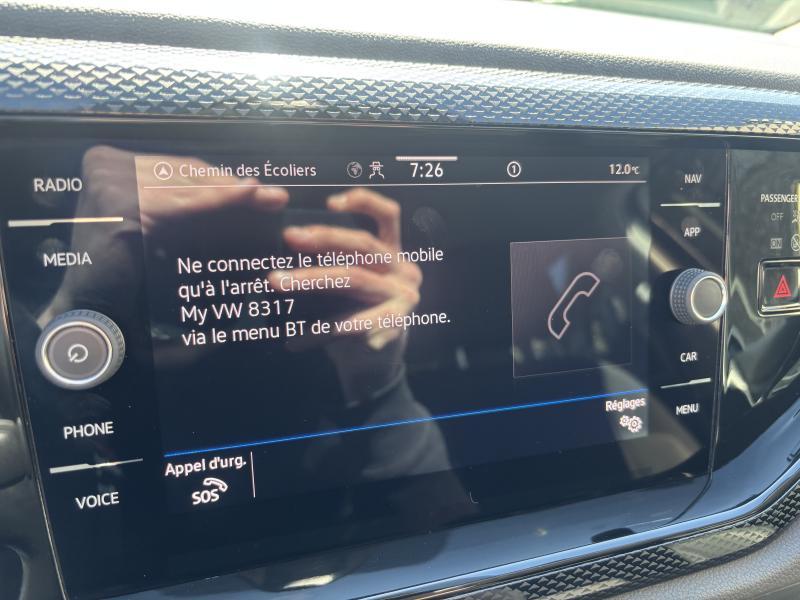 RADIO
MEDIA
PHONE
VOICE
Chemin des Écoliers
7:26
1
12.0°C
Ne connectez le téléphone mobile
qu'à l'arrêt. Cherchez
My VW 8317
via le menu BT de votre téléphone.
Réglages
Appel d'urg.
SOS
NAV
APP
CAR
MENU
PASSENGER
OFF